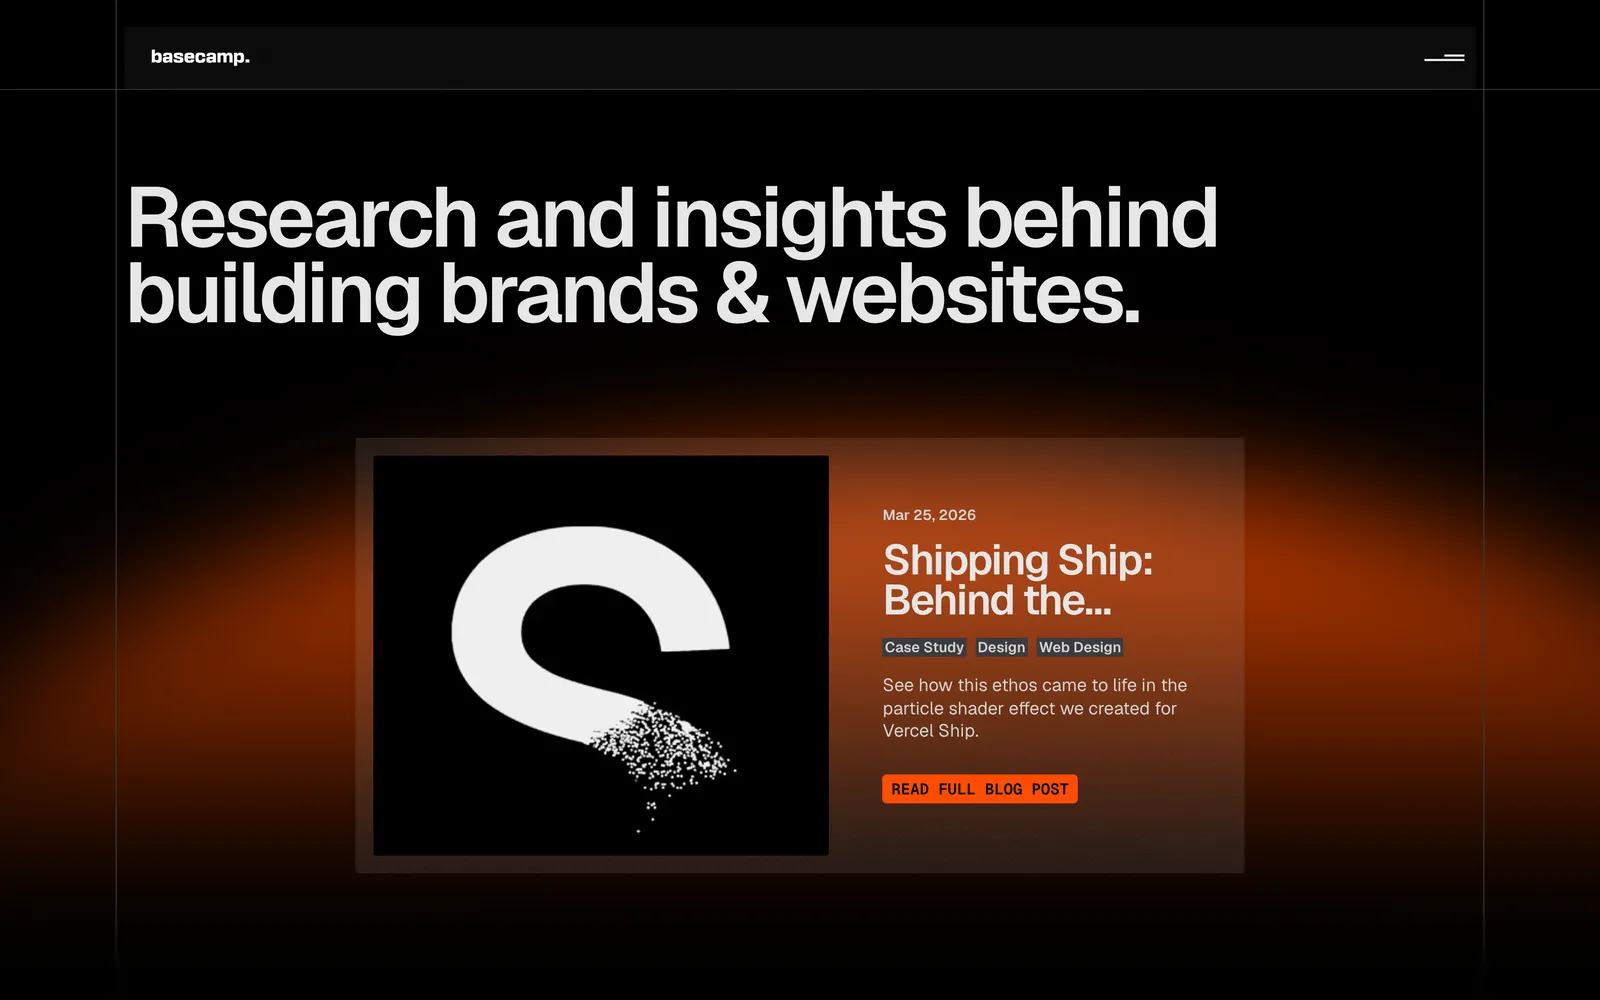 basecamp.
Research and insights behind
building brands & websites.
Mar 25, 2026
Shipping Ship:
Behind the...
Case Study Design Web Design
See how this ethos came to life in the
particle shader effect we created for
Vercel Ship.
READ FULL BLOG POST